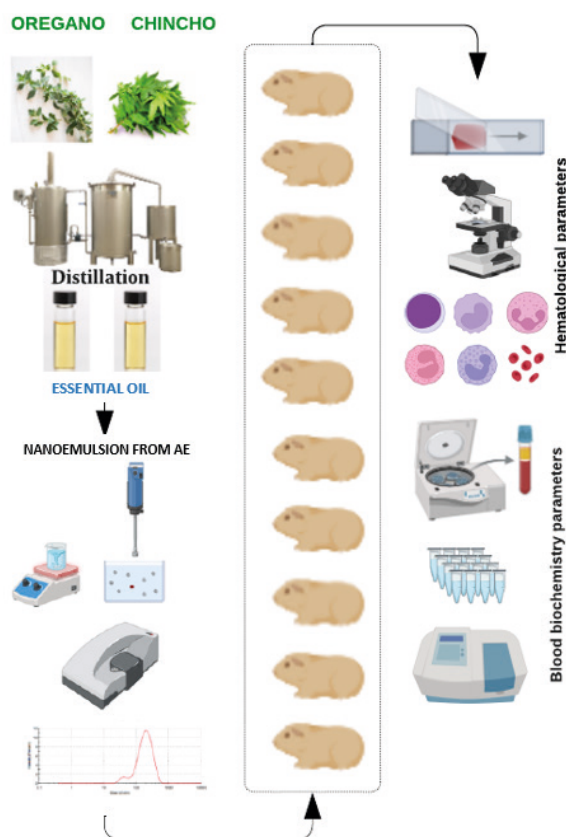 OREGANO CHINCHO
Distillation
ESSENTIAL OIL
NANOEMULSION FROM AE
Hematological parameters
Blood biochemistry parameters